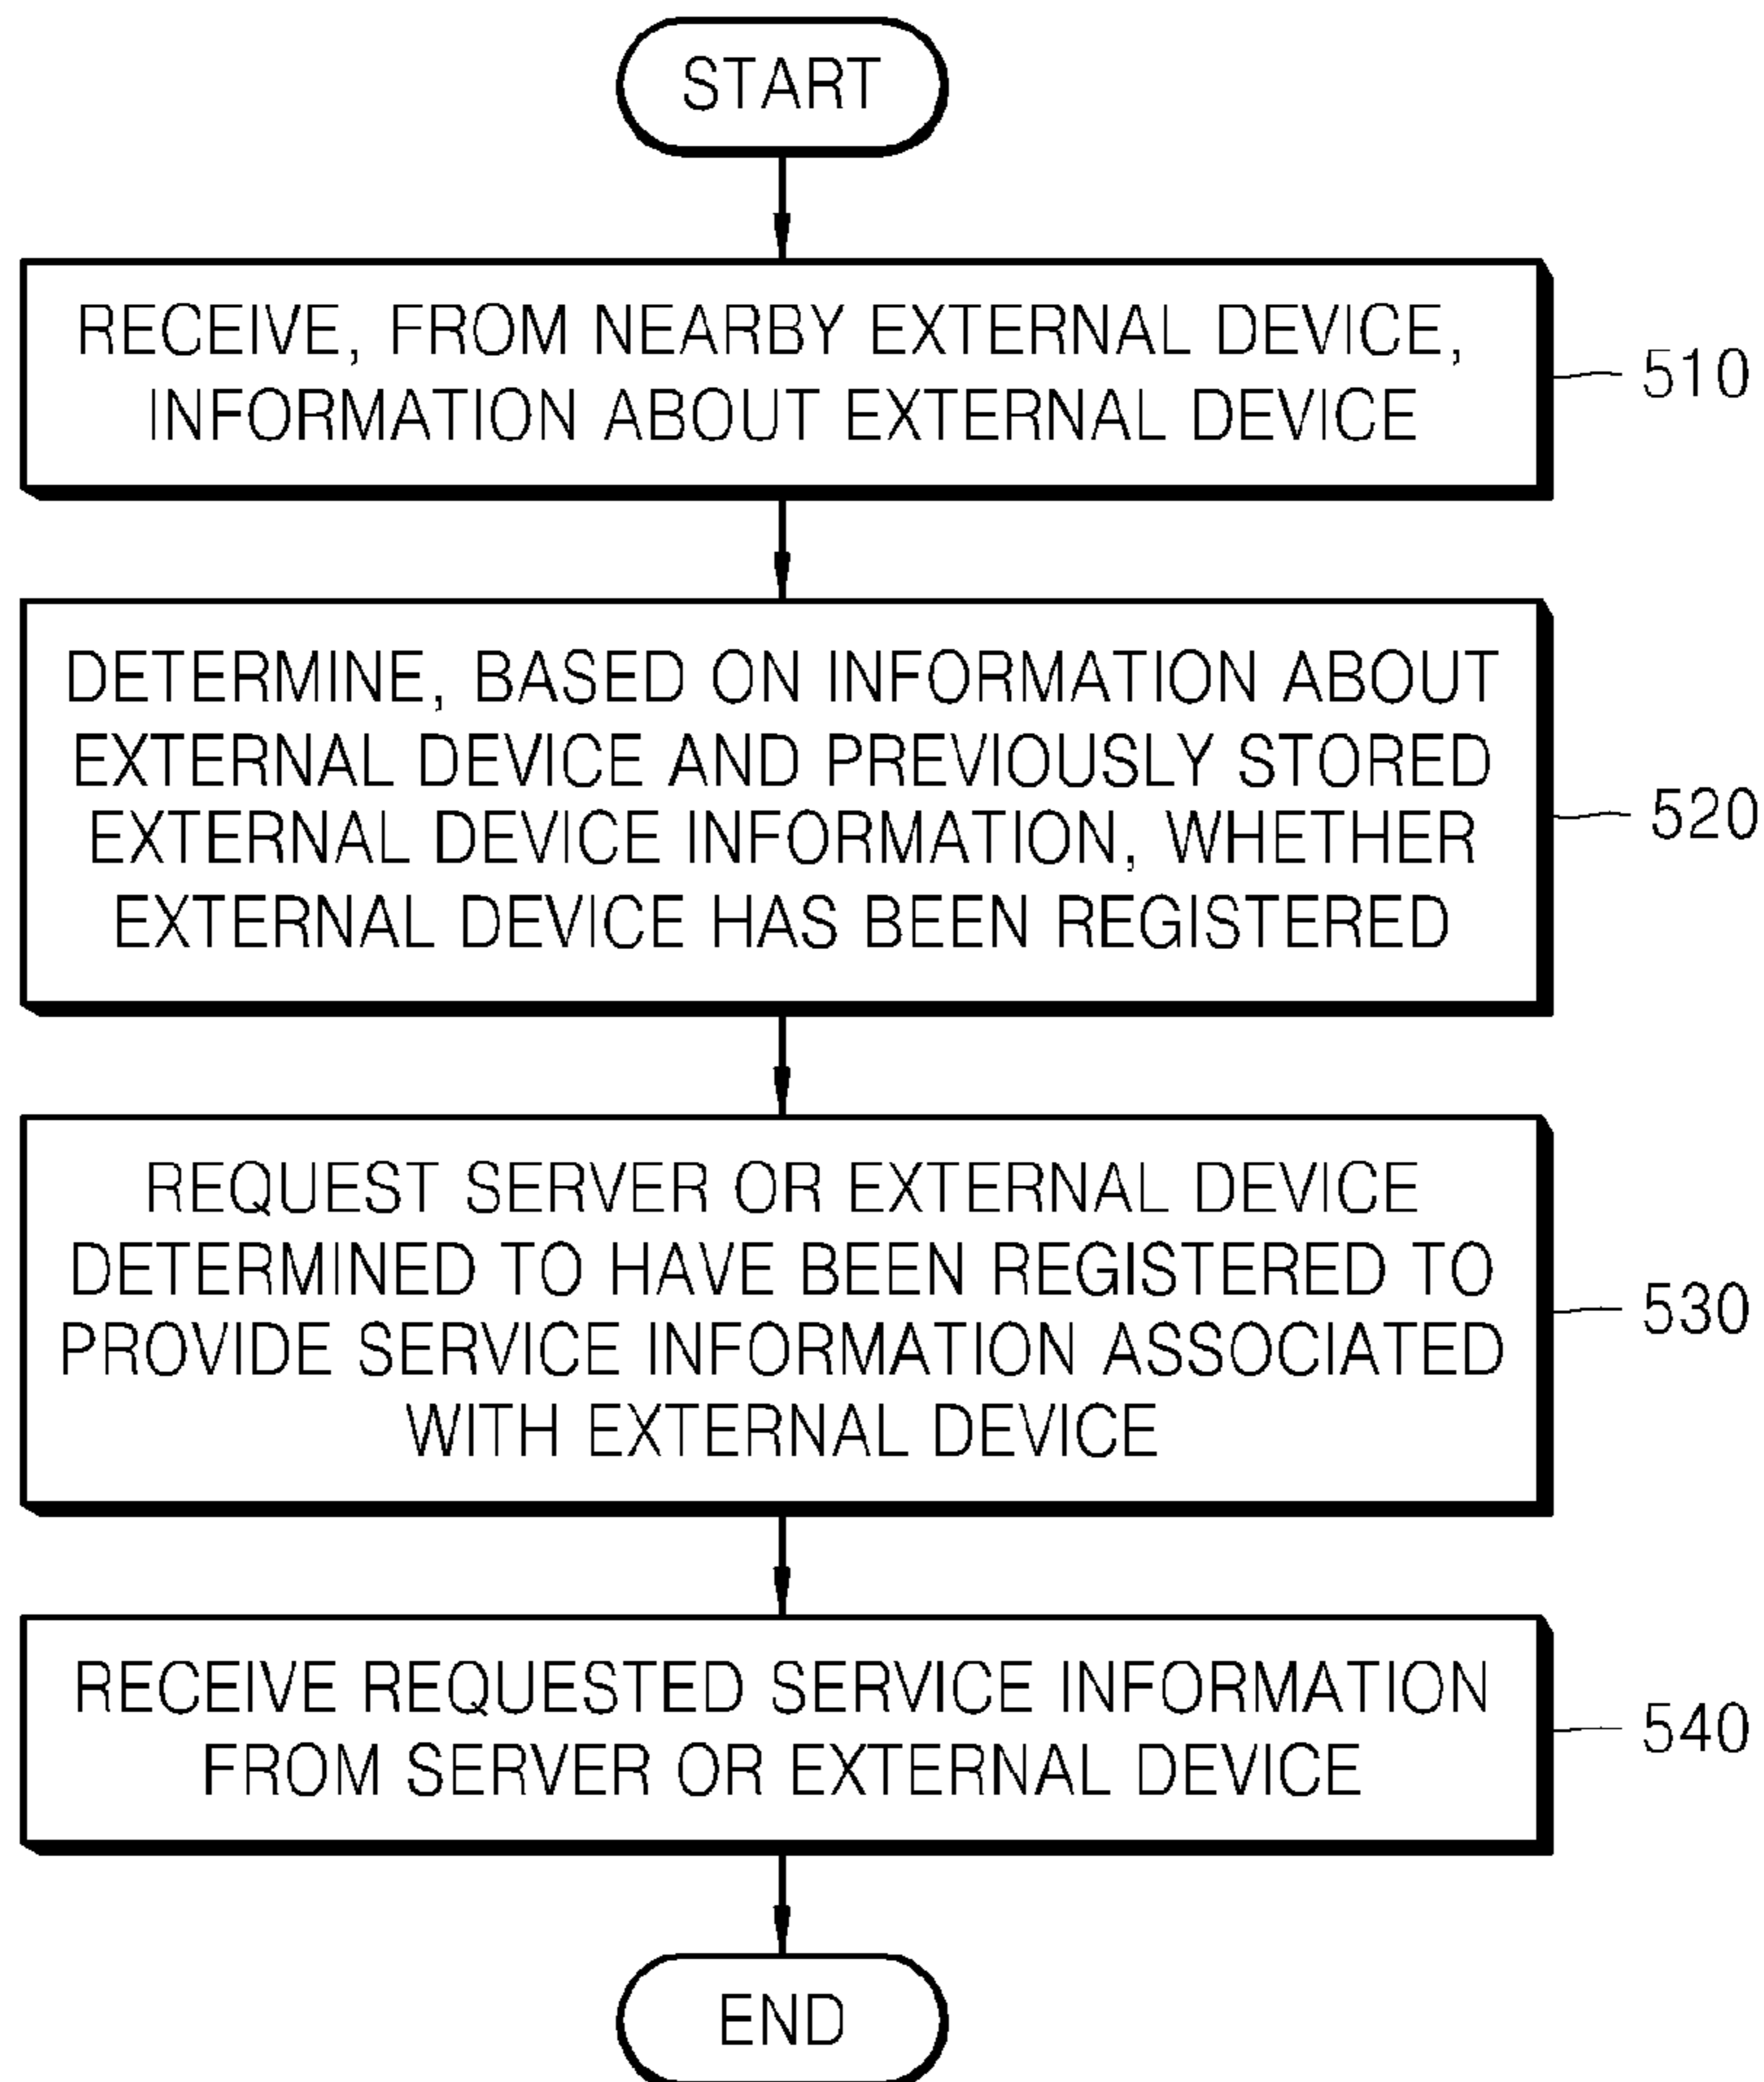 START
RECEIVE, FROM NEARBY EXTERNAL DEVICE,
INFORMATION ABOUT EXTERNAL DEVICE
510
DETERMINE, BASED ON INFORMATION ABOUT
EXTERNAL DEVICE AND PREVIOUSLY STORED
EXTERNAL DEVICE INFORMATION, WHETHER
EXTERNAL DEVICE HAS BEEN REGISTERED
520
REQUEST SERVER OR EXTERNAL DEVICE
DETERMINED TO HAVE BEEN REGISTERED TO
PROVIDE SERVICE INFORMATION ASSOCIATED
WITH EXTERNAL DEVICE
530
RECEIVE REQUESTED SERVICE INFORMATION
FROM SERVER OR EXTERNAL DEVICE
540
END